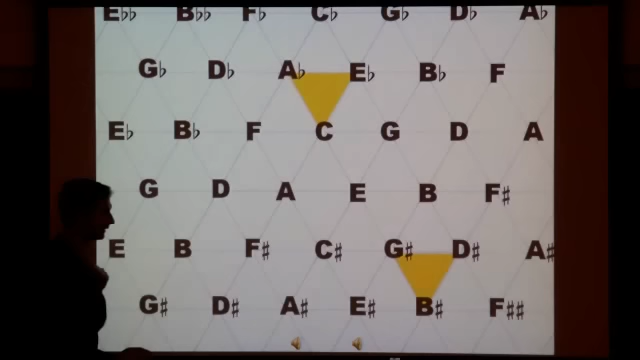 E♭♭ B♭♭ F♭ C♭ G♭ D♭ A♭
G♭ D♭ A♭ E♭ B♭ F
E♭ B♭ F C G D A
G D A E B F♯
E B F♯ C♯ G♯ D♯ A♯
G♯ D♯ A♯ E♯ B♯ F♯♯